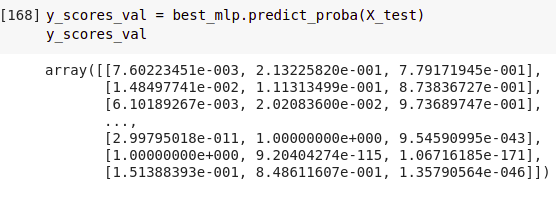 [168] y_scores_val = best_mlp.predict_proba(X_test)
y_scores_val
array([[7.60223451e-003, 2.13225820e-001, 7.79171945e-001],
[1.48497741e-002, 1.11313499e-001, 8.73836727e-001],
[6.10189267e-003, 2.02083600e-002, 9.73689747e-001],
...,
[2.99795018e-011, 1.00000000e+000, 9.54590995e-043],
[1.00000000e+000, 9.20404274e-115, 1.06716185e-171],
[1.51388393e-001, 8.48611607e-001, 1.35790564e-046]])